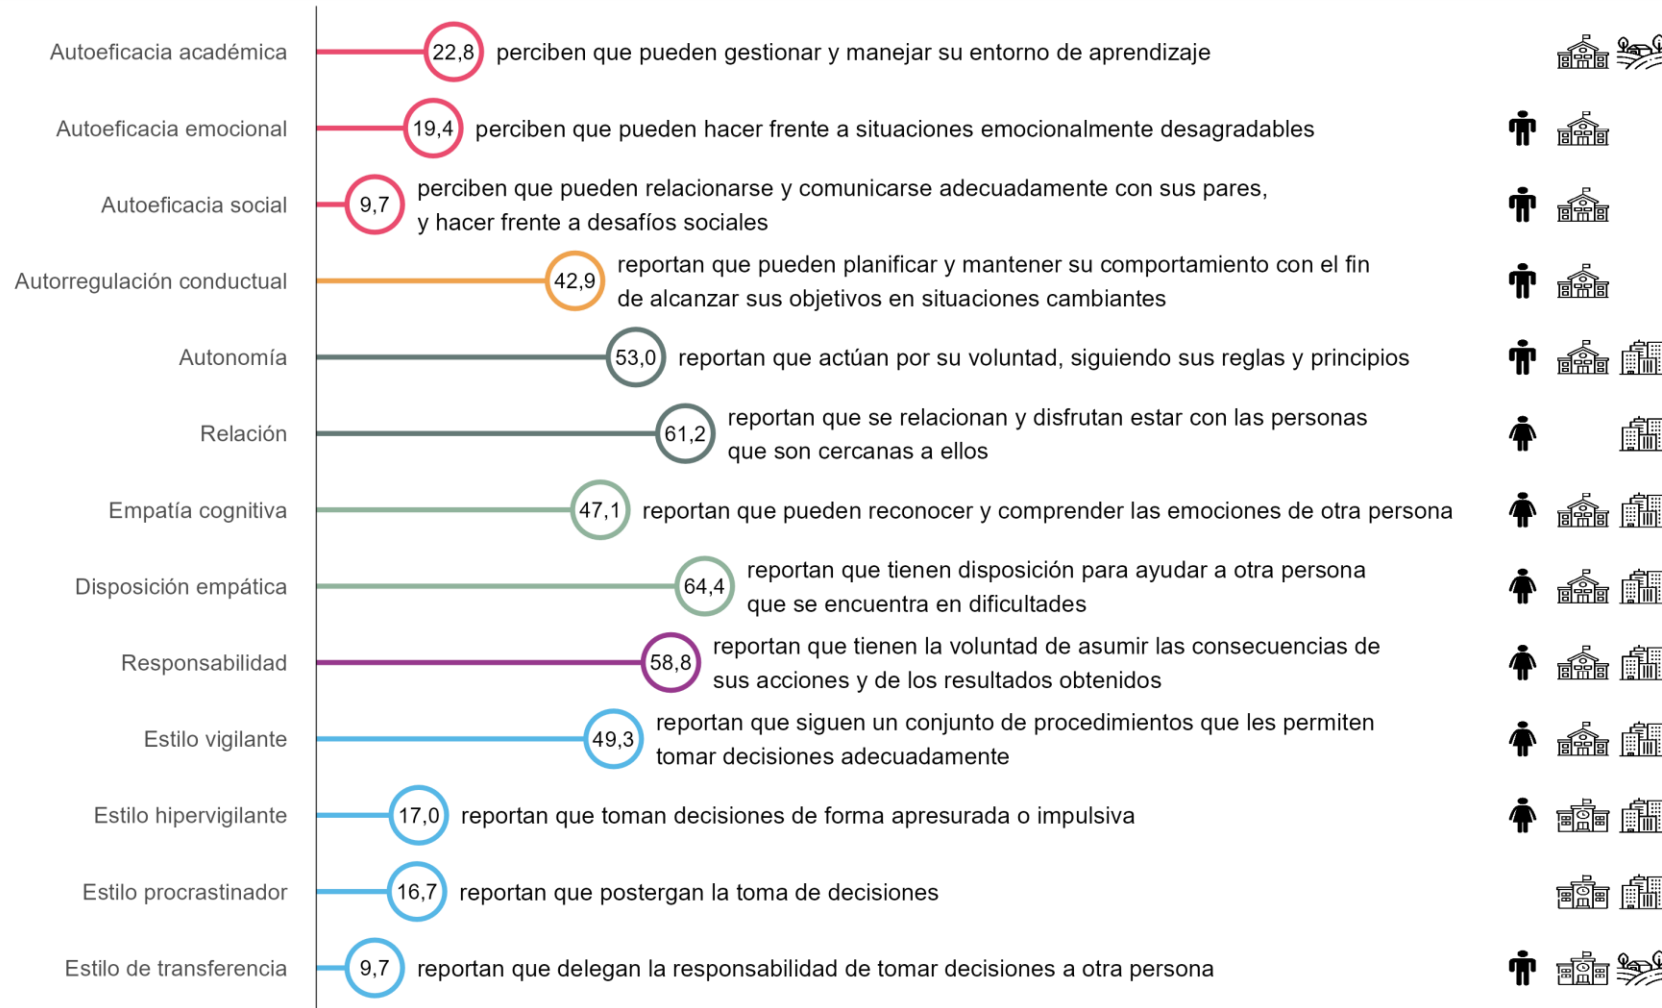 Autoeficacia académica
22,8
perciben que pueden gestionar y manejar su entorno de aprendizaje
Autoeficacia emocional
19,4
perciben que pueden hacer frente a situaciones emocionalmente desagradables
Autoeficacia social
9,7
perciben que pueden relacionarse y comunicarse adecuadamente con sus pares,
y hacer frente a desafíos sociales
Autorregulación conductual
42,9
reportan que pueden planificar y mantener su comportamiento con el fin
de alcanzar sus objetivos en situaciones cambiantes
Autonomía
53,0
reportan que actúan por su voluntad, siguiendo sus reglas y principios
Relación
61,2
reportan que se relacionan y disfrutan estar con las personas
que son cercanas a ellos
Empatía cognitiva
47,1
reportan que pueden reconocer y comprender las emociones de otra persona
Disposición empática
64,4
reportan que tienen disposición para ayudar a otra persona
que se encuentra en dificultades
Responsabilidad
58,8
reportan que tienen la voluntad de asumir las consecuencias de
sus acciones y de los resultados obtenidos
Estilo vigilante
49,3
reportan que siguen un conjunto de procedimientos que les permiten
tomar decisiones adecuadamente
Estilo hipervigilante
17,0
reportan que toman decisiones de forma apresurada o impulsiva
Estilo procrastinador
16,7
reportan que postergan la toma de decisiones
Estilo de transferencia
9,7
reportan que delegan la responsabilidad de tomar decisiones a otra persona